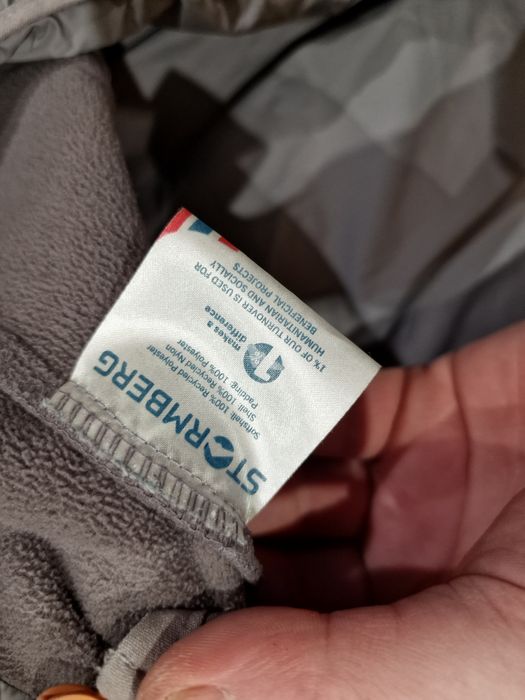 STORMBERG
Softshell: 100% Recycled Polyester
Shell: 100% Recycled Nylon
Padding: 100% Polyester
1 makes a
difference
1% OF OUR TURNOVER IS USED FOR
HUMANITARIAN AND SOCIALLY
BENEFICIAL PROJECTS